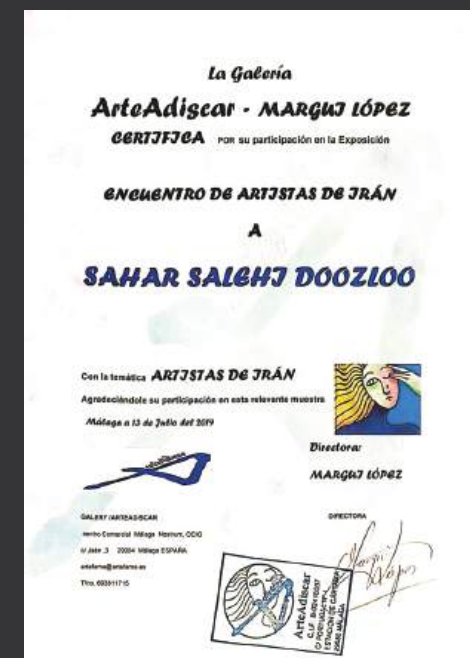 La Galería
ArteAdiscar - MARGUI LÓPEZ
CERTIFICA POR su participación en la Exposición
ENCUENTRO DE ARTISTAS DE IRÁN
A
SAHAR SALEHI DOOZLOO
Con la temática ARTISTAS DE IRÁN
Agradeciéndole su participación en esta relevante muestra
Málaga a 13 de Julio del 2019
Directora:
MARGUI LÓPEZ
DIRECTORA
Málaga ESPAÑA
ArteAdiscar